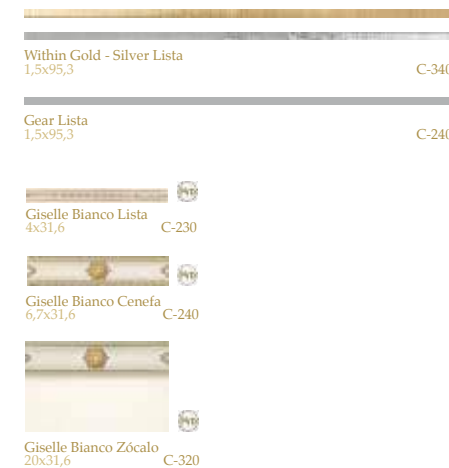 Within Gold - Silver Lista
1,5x95,3 C-340
Gear Lista
1,5x95,3 C-240
Giselle Bianco Lista
4x31,6 C-230
Giselle Bianco Cenefa
6,7x31,6 C-240
Giselle Bianco Zócalo
20x31,6 C-320